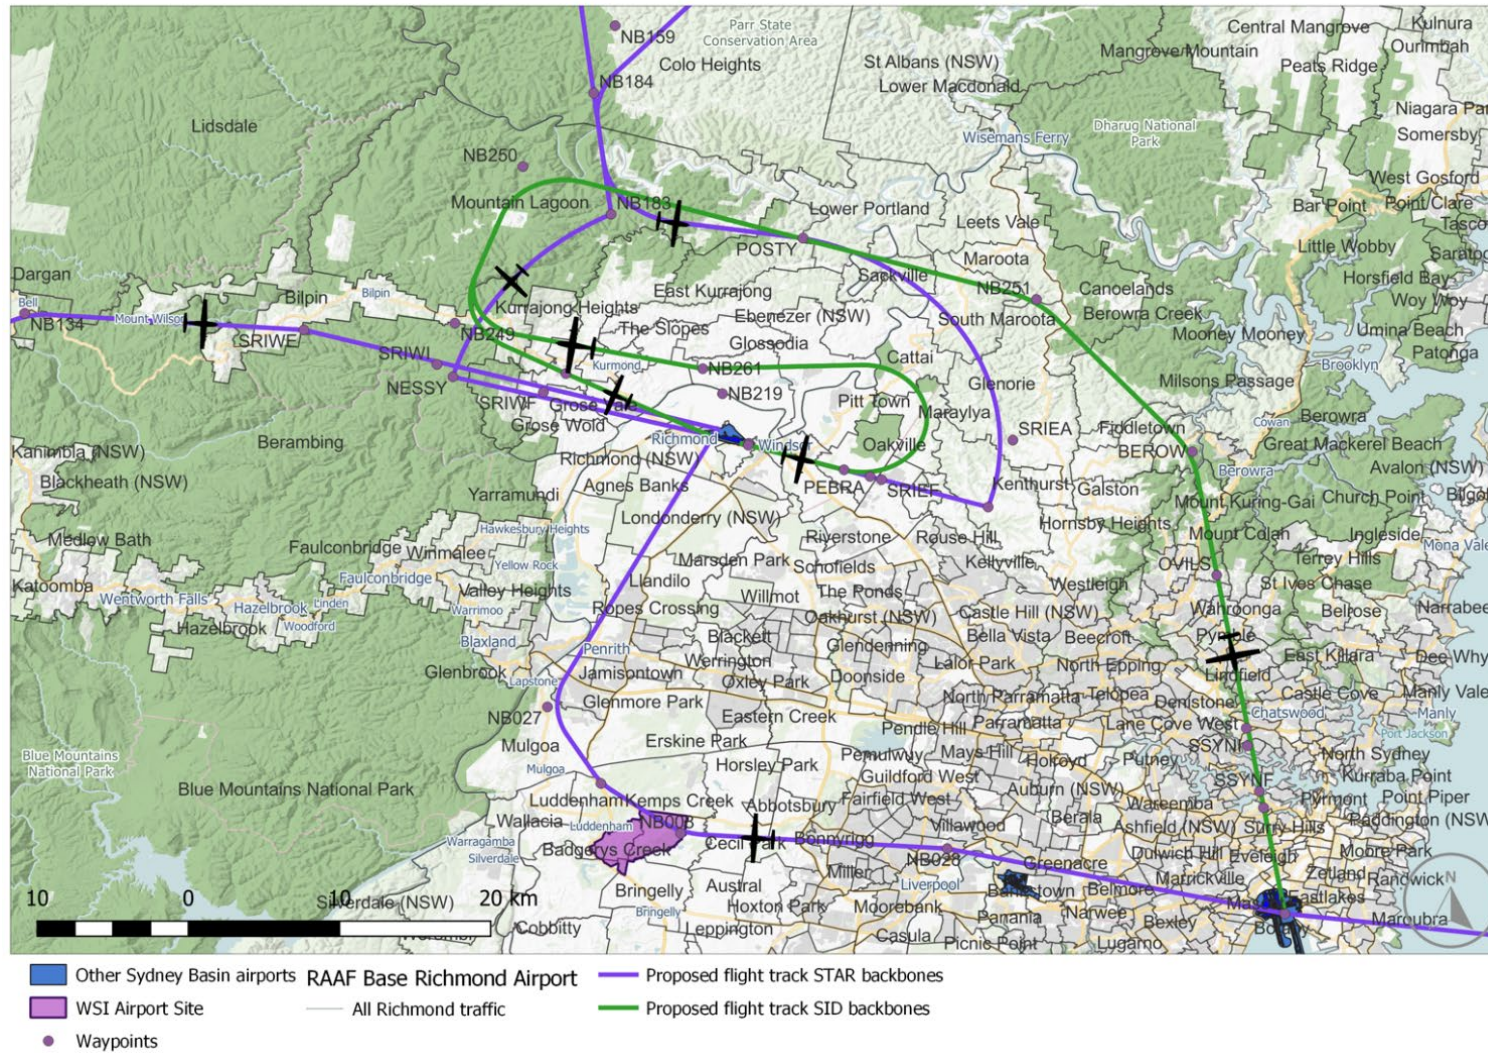 NB159
Parr State
Conservation Area
Colo Heights
NB184
St Albans (NSW)
Lower Macdonald
Central Mangrove
Kulnura
Mangrove Mountain
Ourimbah
Peats Ridge
Niagara Par
Somersby
Lidsdale
Dharug National
Park
Wisemans Ferry
NB250
West Gosford
Mountain Lagoon
NB183
Lower Portland
Leets Vale
Bar Point
Point Clare
Tasco
POSTY
Little Wobby
Saratog
Maroota
Dargan
Sackville
Horsfield Bay
Bell
Bilpin
Bilpin
East Kurrajong
NB251
Canoelands
Woy Woy
NB134
Mount Wilson
Kurrajong Heights
Ebenezer (NSW)
South Maroota
Berowra Creek
Umina Beach
SRIWE
NB249
The Slopes
Glossodia
Mooney Mooney
Patonga
SRIWI
Kurmond
NB261
Cattai
Brooklyn
NESSY
Glenorie
Milsons Passage
SRIWF
Grose Vale
NB219
Pitt Town
Maraylya
Berowra
Grose Wold
Cowan
Berambing
Richmond
Windsor
Oakville
SRIEA
Fiddletown
Great Mackerel Beach
Kanimbla (NSW)
Richmond (NSW)
BEROW
Berowra
Avalon (NSW)
Blackheath (NSW)
Yarramundi
Agnes Banks
PEBRA
SRIEF
Kenthurst
Galston
Mount Kuring-Gai
Church Point
Bilgo
Londonderry (NSW)
Hornsby Heights
Medlow Bath
Hawkesbury Heights
Riverstone
Rouse Hill
Mount Colah
Ingleside
Faulconbridge
Winmalee
Marsden Park
Schofields
Kellyville
Terrey Hills
Mona Vale
Katoomba
Faulconbridge
Yellow Rock
Llandilo
OVILS
St Ives Chase
Wentworth Falls
Hazelbrook
Linden
Valley Heights
Willmot
The Ponds
Westleigh
Wahroonga
Belrose
Narrabee
Woodford
Warrimoo
Ropes Crossing
Oakhurst (NSW)
Castle Hill (NSW)
Hazelbrook
Blaxland
Blackett
Bella Vista
Beecroft
Penrith
Glendenning
East Killara
Dee Why
Glenbrook
Lapstone
Jamisontown
Werrington
Oxley Park
Doonside
Lalor Park
North Epping
Lindfield
Glenmore Park
North Parramatta
Telopea
Denistone
Castle Cove
Manly Vale
NB027
Eastern Creek
Pendle Hill
Parramatta
Lane Cove West
Chatswood
Manly
Port Jackson
Mulgoa
Erskine Park
Pemulwuy
Mays Hill
Holroyd
Putney
North Sydney
Blue Mountains
National Park
Mulgoa
Horsley Park
Guildford West
SSYNF
Kurraba Point
Blue Mountains National Park
Luddenham
Kemps Creek
Abbotsbury
Fairfield West
Auburn (NSW)
Wareemba
Pyrmont
Point Piper
Wallacia
Luddenham
Villawood
Berala
Ashfield (NSW)
Surry Hills
Paddington (NSW
Warragamba
Badgerys Creek
Cecil Park
Bonnyrigg
NB028
Dulwich Hill
Eveleigh
Moore Park
Silverdale
Miller
Greenacre
Marrickville
Zetland
Randwick
N
Bringelly
Austral
Liverpool
Belmore
Eastlakes
10
0
10
20 km
Silverdale (NSW)
Bringelly
Hoxton Park
Moorebank
Panania
Narwee
Bexley
Maroubra
Cobbitty
Leppington
Casula
Picnic Point
Lugarno
Other Sydney Basin airports
RAAF Base Richmond Airport
Proposed flight track STAR backbones
WSI Airport Site
All Richmond traffic
Proposed flight track SID backbones
Waypoints